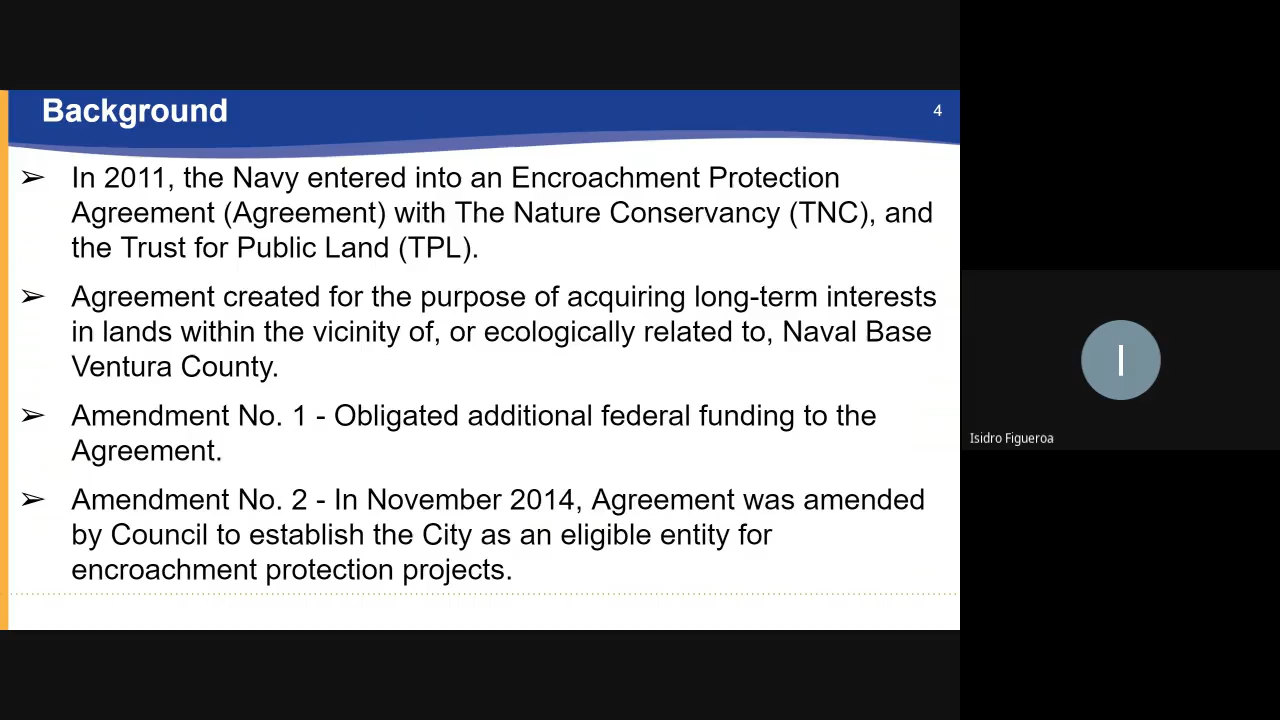 Background
4
➢ In 2011, the Navy entered into an Encroachment Protection
Agreement (Agreement) with The Nature Conservancy (TNC), and
the Trust for Public Land (TPL).
➢ Agreement created for the purpose of acquiring long-term interests
in lands within the vicinity of, or ecologically related to, Naval Base
Ventura County.
➢ Amendment No. 1 - Obligated additional federal funding to the
Agreement.
➢ Amendment No. 2 - In November 2014, Agreement was amended
by Council to establish the City as an eligible entity for
encroachment protection projects.
I
Isidro Figueroa